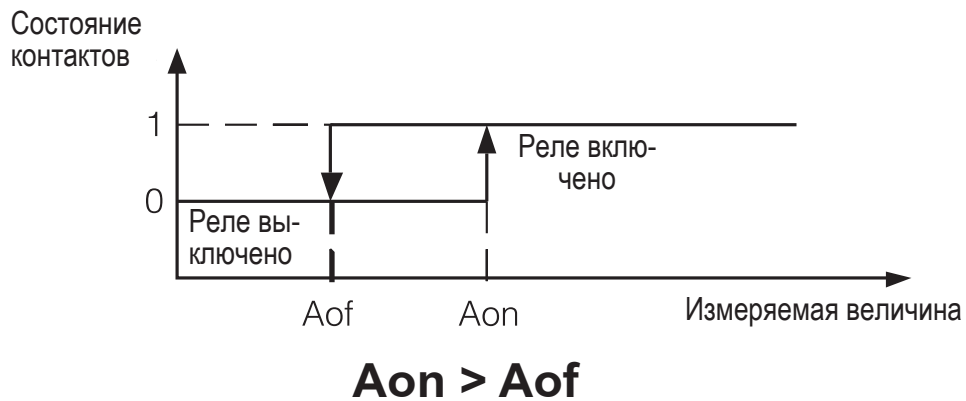 Состояние
контактов
1
Реле вклю-
чено
0
Реле вы-
ключено
Aof
Aon
Измеряемая величина
Aon > Aof